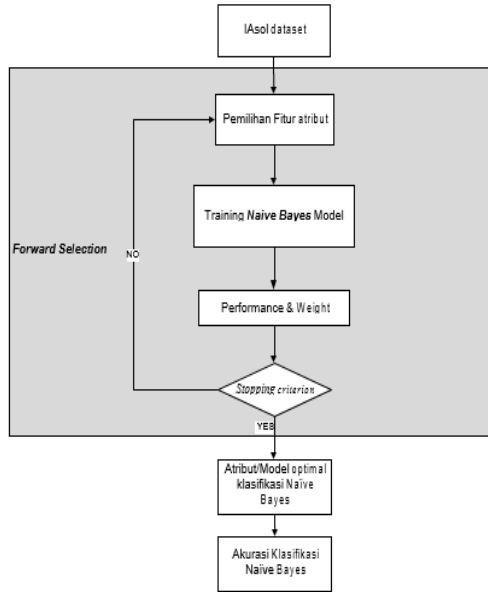 IAsol dataset
Pemilihan Fitur atribut
Training Naive Bayes Model
Forward Selection
NO
Performance & Weight
Stopping criterion
YES
Atribut/Model optimal
klasifikasi Naïve
Bayes
Akurasi Klasifikasi
Naïve Bayes